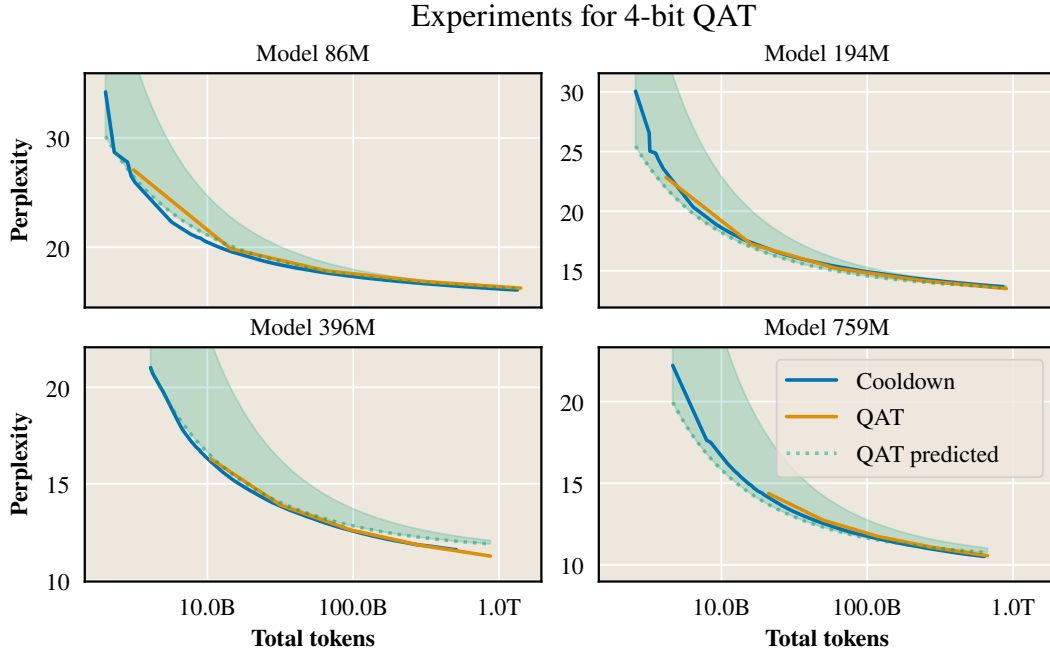 Experiments for 4-bit QAT
Model 86M
Model 194M
Perplexity
30
20
30
25
20
15
Model 396M
Model 759M
Perplexity
20
15
10
20
15
10
Cooldown
QAT
QAT predicted
10.0B
100.0B
1.0T
10.0B
100.0B
1.0T
Total tokens
Total tokens